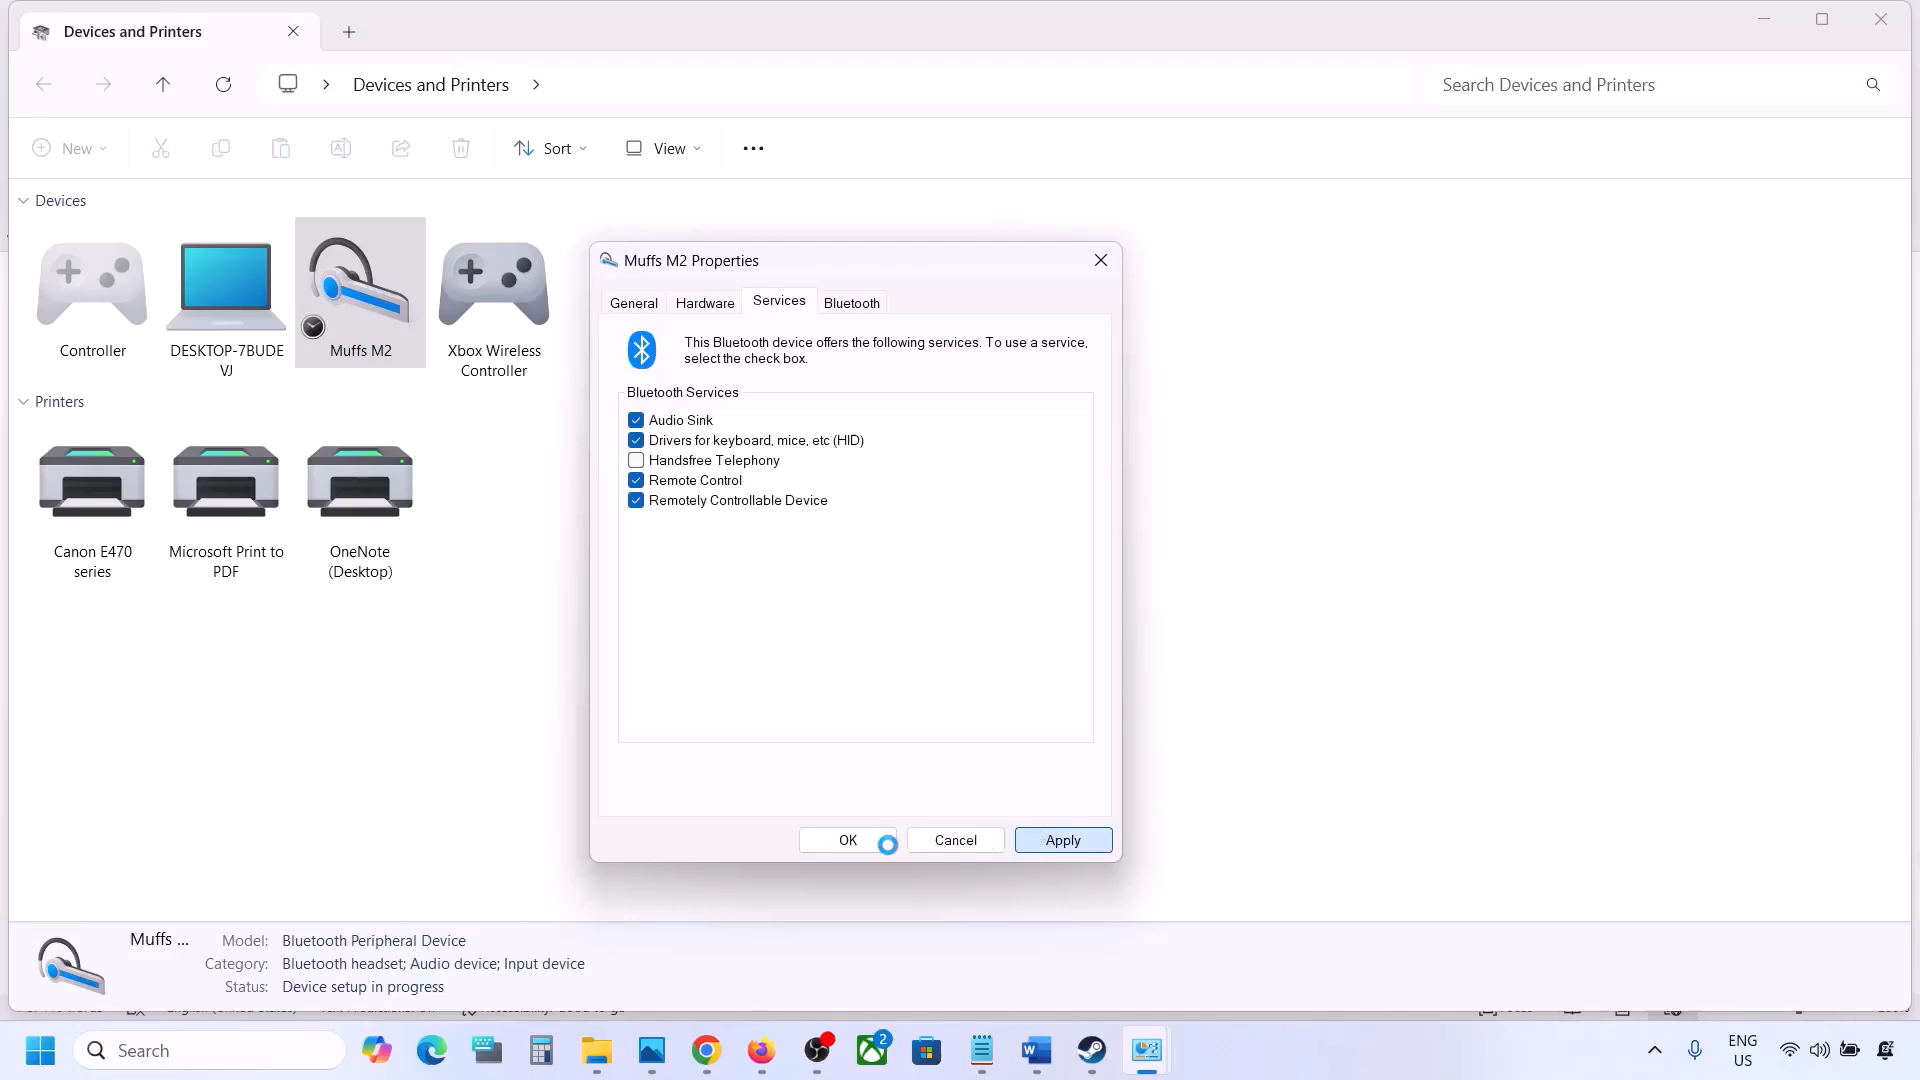 Devices and Printers
Devices and Printers
Search Devices and Printers
New
Sort
View
Devices
Controller
DESKTOP-7BUDE
VJ
Muffs M2
Xbox Wireless
Controller
Printers
Canon E470
series
Microsoft Print to
PDF
OneNote
(Desktop)
Muffs M2 Properties
General
Hardware
Services
Bluetooth
This Bluetooth device offers the following services. To use a service,
select the check box.
Bluetooth Services
Audio Sink
Drivers for keyboard, mice, etc (HID)
Handsfree Telephony
Remote Control
Remotely Controllable Device
OK
Cancel
Apply
Muffs ...
Model: Bluetooth Peripheral Device
Category: Bluetooth headset; Audio device; Input device
Status: Device setup in progress
Search
2
ENG
US